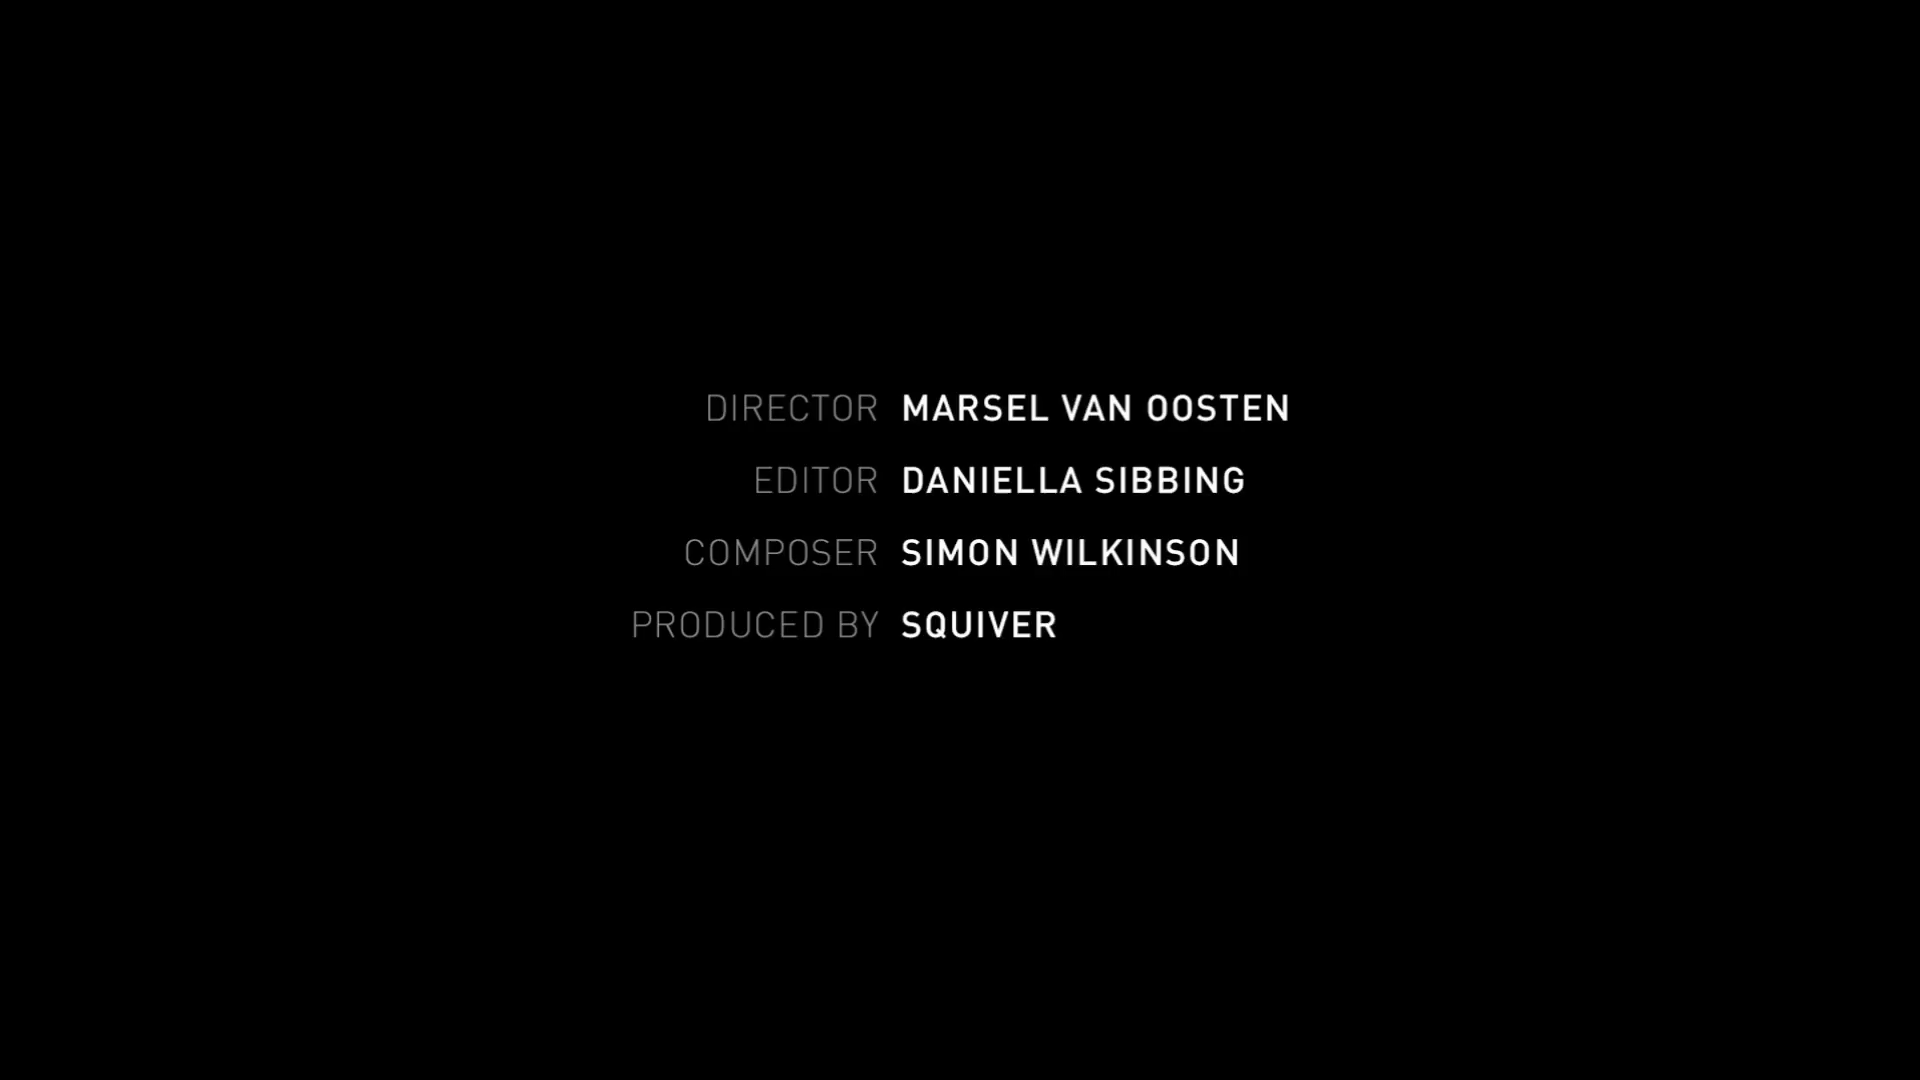 DIRECTOR MARSEL VAN OOSTEN
EDITOR DANIELLA SIBBING
COMPOSER SIMON WILKINSON
PRODUCED BY SQUIVER